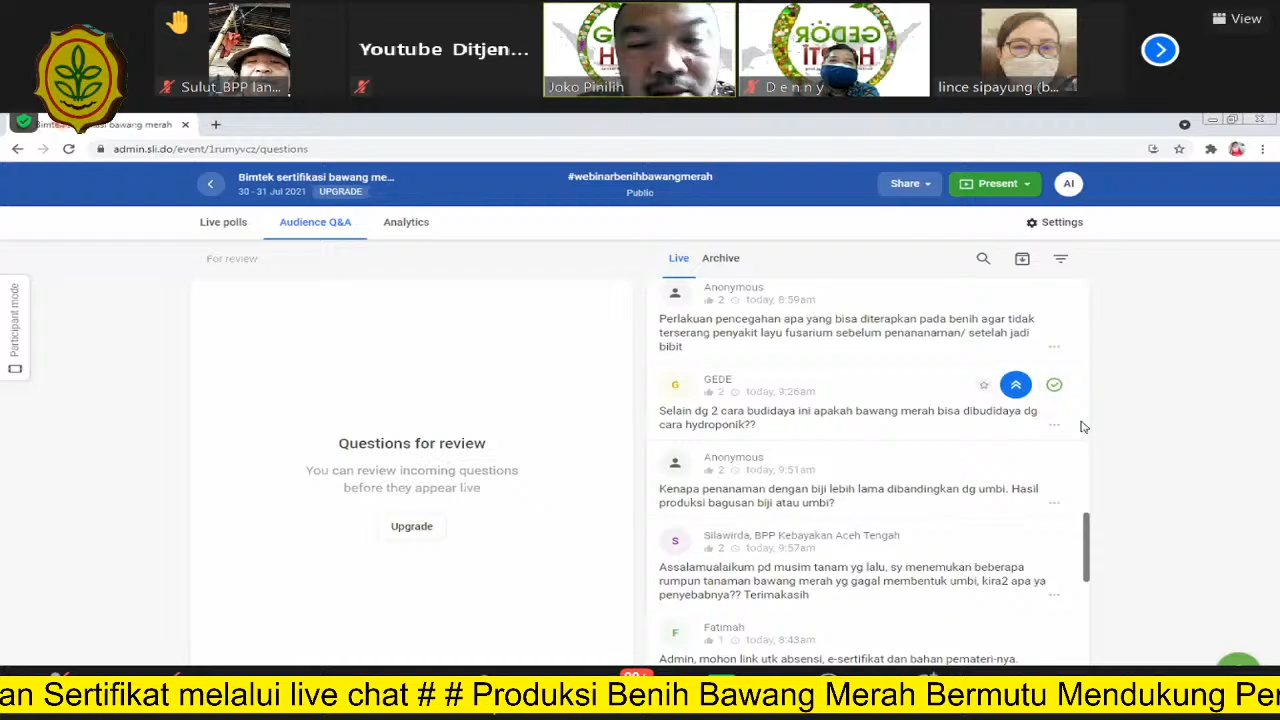 Youtube Ditjen...
View
Sulut_BPP lan...
Joko Pinilih
D e n n y
lince sipayung (b...
GEDOR
HORTI
Bimtek sertifikasi bawang merah
admin.sli.do/event/1rumyvcz/questions
Bimtek sertifikasi bawang me...
30 - 31 Jul 2021 UPGRADE
#webinarbenihbawangmerah
Public
Share
Present
AI
Live polls
Audience Q&A
Analytics
Settings
For review
Live
Archive
Participant mode
Questions for review
You can review incoming questions
before they appear live
Upgrade
Anonymous
2 today, 8:59am
Perlakuan pencegahan apa yang bisa diterapkan pada benih agar tidak
terserang penyakit layu fusarium sebelum penananaman/ setelah jadi
bibit
G
GEDE
2 today, 9:26am
Selain dg 2 cara budidaya ini apakah bawang merah bisa dibudidaya dg
cara hydroponik??
Anonymous
2 today, 9:51am
Kenapa penanaman dengan biji lebih lama dibandingkan dg umbi. Hasil
produksi bagusan biji atau umbi?
S
Silawirda, BPP Kebayakan Aceh Tengah
2 today, 9:57am
Assalamualaikum pd musim tanam yg lalu, sy menemukan beberapa
rumpun tanaman bawang merah yg gagal membentuk umbi, kira2 apa ya
penyebabnya?? Terimakasih
F
Fatimah
1 today, 8:43am
Admin, mohon link utk absensi, e-sertifikat dan bahan pemateri-nya.
an Sertifikat melalui live chat # # Produksi Benih Bawang Merah Bermutu Mendukung Pe